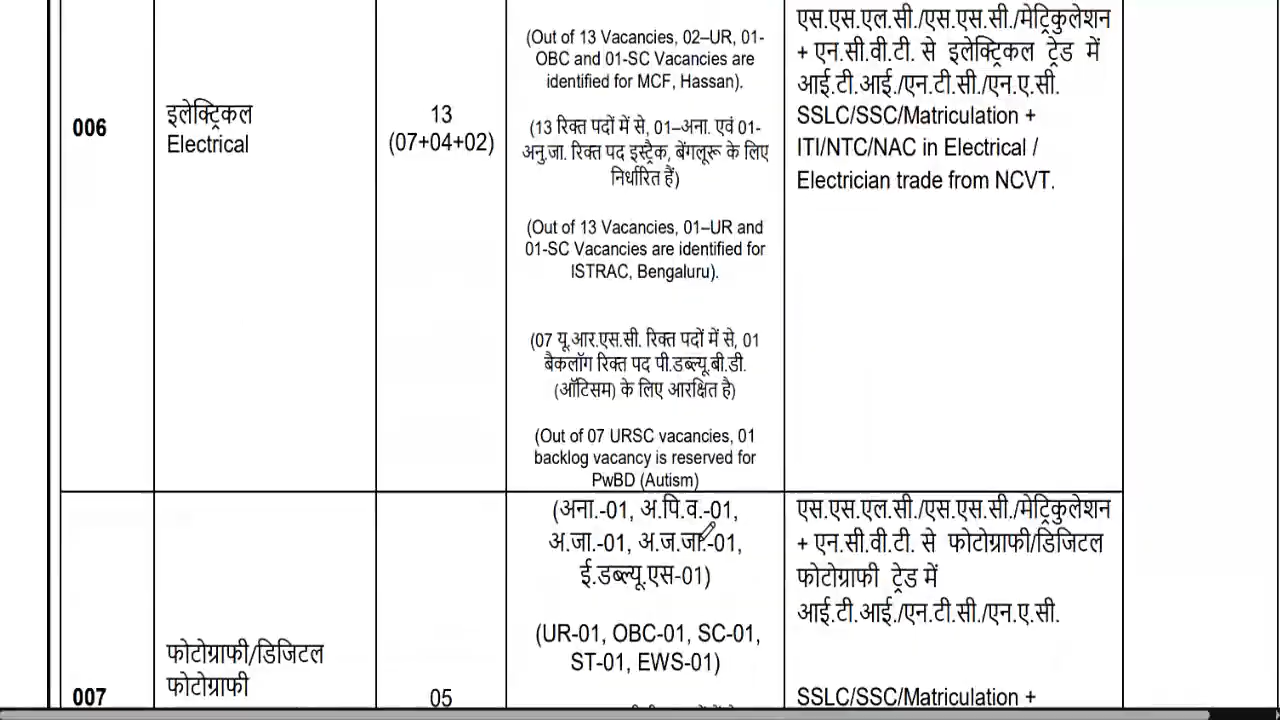 006
इलेक्ट्रिकल
Electrical
13
(07+04+02)
(Out of 13 Vacancies, 02–UR, 01-
OBC and 01-SC Vacancies are
identified for MCF, Hassan).
(13 रिक्त पदों में से, 01–अना. एवं 01-
अनु.जा. रिक्त पद इस्ट्रैक, बेंगलूरू के लिए
निर्धारित हैं)
(Out of 13 Vacancies, 01–UR and
01-SC Vacancies are identified for
ISTRAC, Bengaluru).
(07 यू.आर.एस.सी. रिक्त पदों में से, 01
बैकलॉग रिक्त पद पी.डब्ल्यू.बी.डी.
(ऑटिसम) के लिए आरक्षित है)
(Out of 07 URSC vacancies, 01
backlog vacancy is reserved for
PwBD (Autism)
एस.एस.एल.सी./एस.एस.सी./मेट्रिकुलेशन
+ एन.सी.वी.टी. से इलेक्ट्रिकल ट्रेड में
आई.टी.आई./एन.टी.सी./एन.ए.सी.
SSLC/SSC/Matriculation +
ITI/NTC/NAC in Electrical /
Electrician trade from NCVT.
007
फोटोग्राफी/डिजिटल
फोटोग्राफी
05
(अना.-01, अ.पि.व.-01,
अ.जा.-01, अ.ज.जा.-01,
ई.डब्ल्यू.एस-01)
(UR-01, OBC-01, SC-01,
ST-01, EWS-01)
एस.एस.एल.सी./एस.एस.सी./मेट्रिकुलेशन
+ एन.सी.वी.टी. से फोटोग्राफी/डिजिटल
फोटोग्राफी ट्रेड में
आई.टी.आई./एन.टी.सी./एन.ए.सी.
SSLC/SSC/Matriculation +